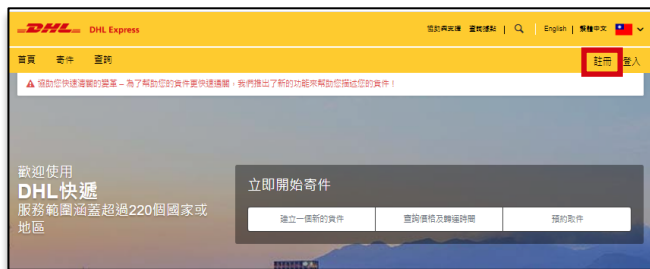 DHL DHL Express 協助與支援 查詢據點 | English | 繁體中文
首頁 寄件 查詢 註冊 登入
協助您快速清關的變革 – 為了幫助您的貨件更快速通關，我們推出了新的功能來幫助您描述您的貨件！
歡迎使用
DHL快遞
服務範圍涵蓋超過220個國家或
地區
立即開始寄件
建立一個新的貨件 查詢價格及轉運時間 預約取件